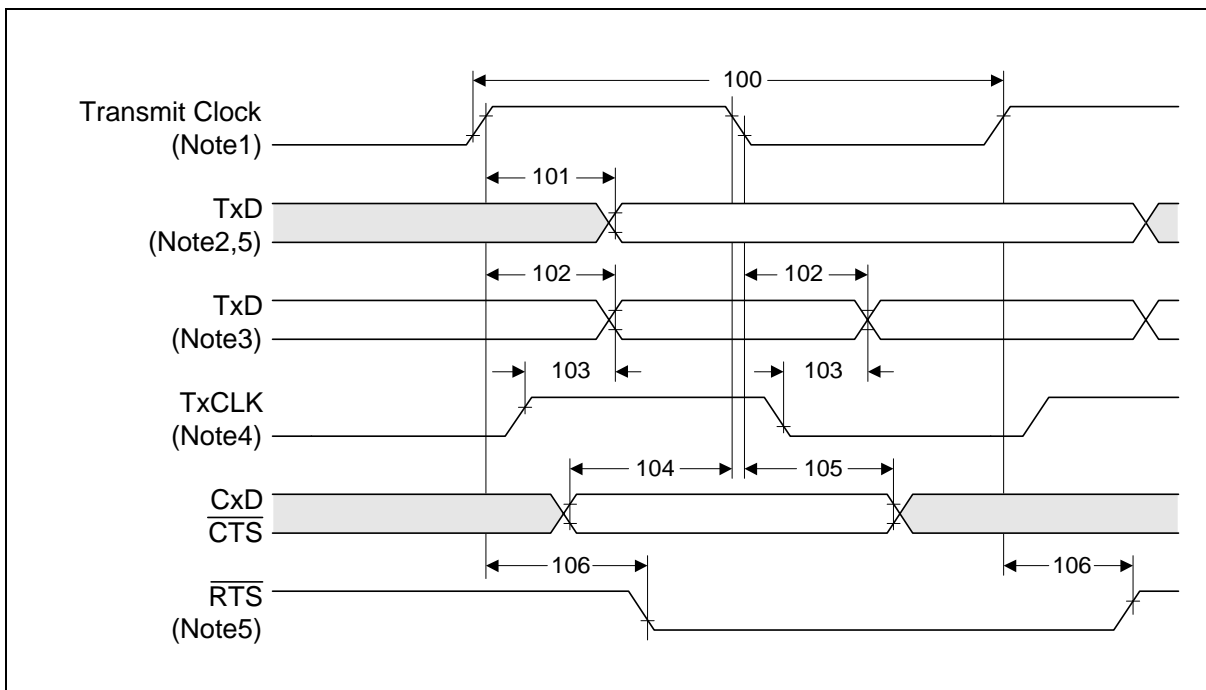 100
Transmit Clock
(Note1)
101
TxD
(Note2,5)
102
102
TxD
(Note3)
103
103
TxCLK
(Note4)
104
105
CxD
CTS
106
106
RTS
(Note5)